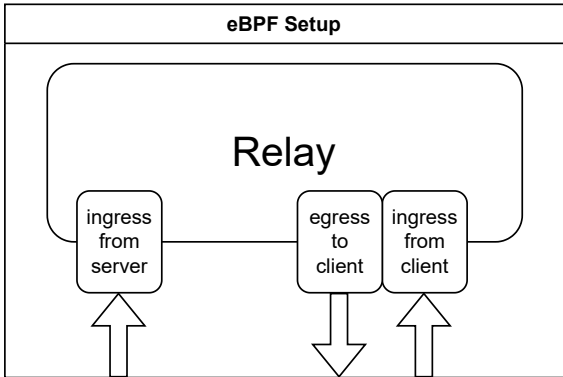 eBPF Setup
Relay
ingress
from
server
egress
to
client
ingress
from
client